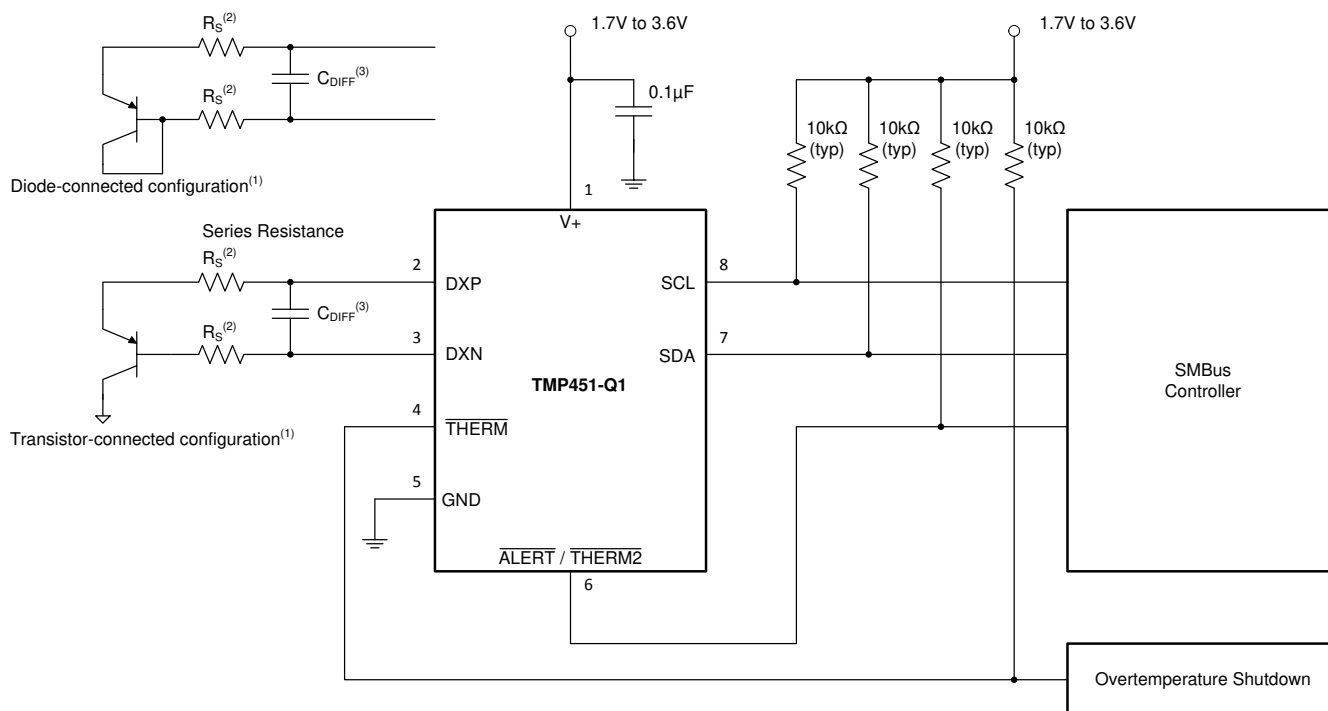 R_S^(2)
C_DIFF^(3)
R_S^(2)
Diode-connected configuration^(1)
1.7V to 3.6V
0.1µF
1.7V to 3.6V
10kΩ
(typ)
10kΩ
(typ)
10kΩ
(typ)
10kΩ
(typ)
Series Resistance
R_S^(2)
C_DIFF^(3)
R_S^(2)
Transistor-connected configuration^(1)
1
V+
2
DXP
3
DXN
4
THERM
5
GND
TMP451-Q1
8
SCL
7
SDA
ALERT / THERM2
6
SMBus
Controller
Overtemperature Shutdown